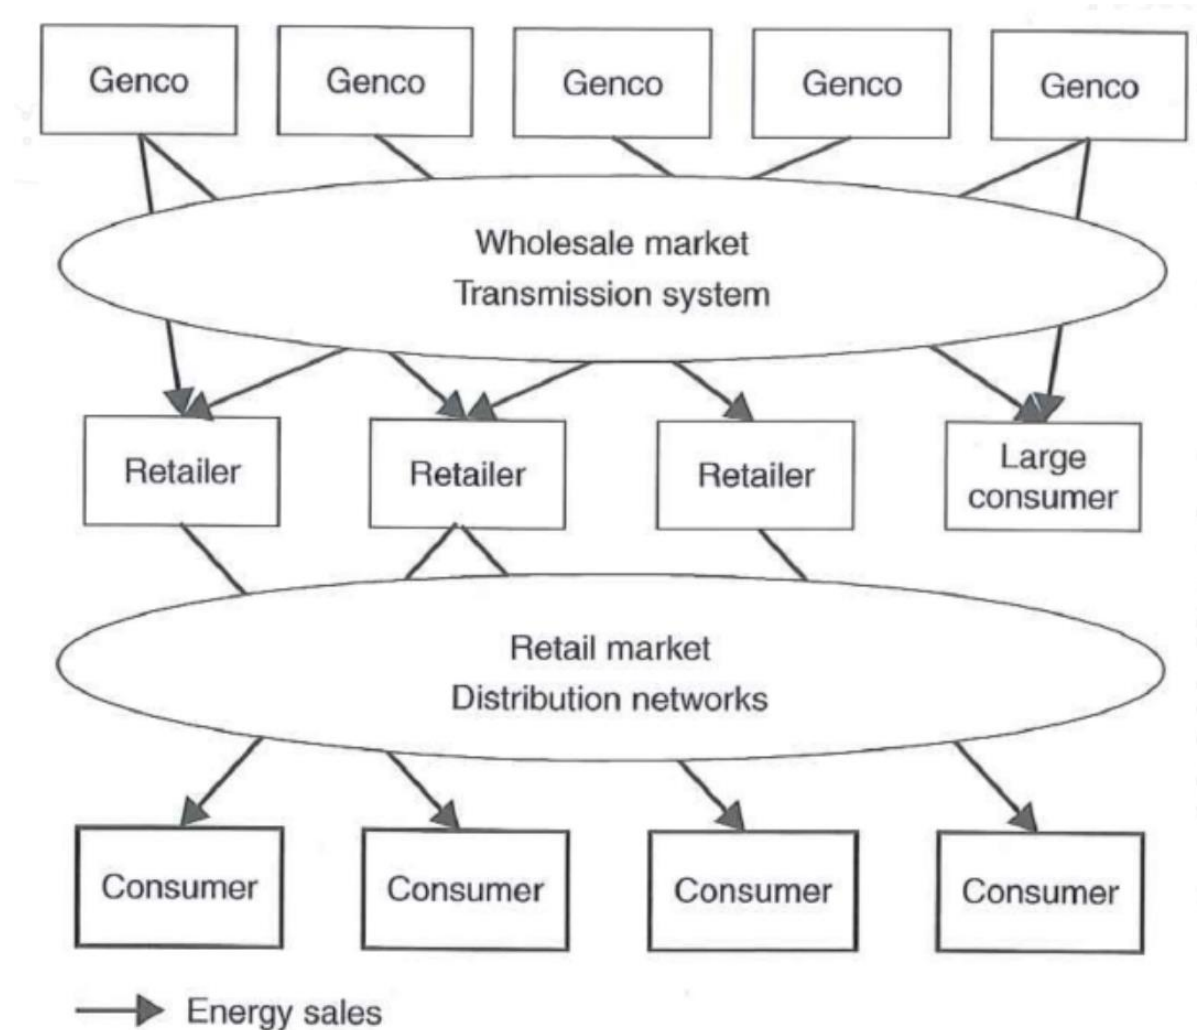 Genco
Genco
Genco
Genco
Genco
Wholesale market
Transmission system
Retailer
Retailer
Retailer
Large
consumer
Retail market
Distribution networks
Consumer
Consumer
Consumer
Consumer
Energy sales